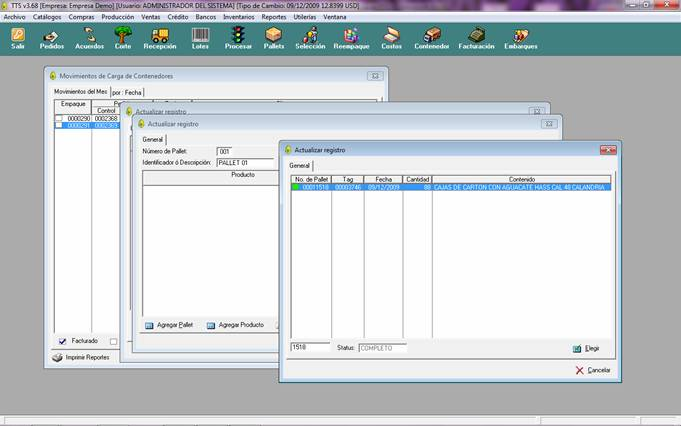 TTS v3.68 [Empresa: Empresa Demo] [Usuario: ADMINISTRADOR DEL SISTEMA] [Tipo de Cambio: 09/12/2009 12.8399 USD]
Archivo Catálogos Compras Producción Ventas Crédito Bancos Inventarios Reportes Utilerías Ventana
Salir Pedidos Acuerdos Corte Recepción Lotes Procesar Pallets Selección Reempaque Costos Contenedor Facturación Embarques
Movimientos de Carga de Contenedores
Movimientos del Mes por : Fecha
Empaque
Control
0000290 0002368
0000291 0002369
Facturado
Imprimir Reportes
Actualizar registro
Actualizar registro
General
Número de Pallet: 001
Identificador ó Descripción: PALLET 01
Producto
Agregar Pallet Agregar Producto
Actualizar registro
General
No. de Pallet Tag Fecha Cantidad Contenido
00011518 00003746 09/12/2009 88 CAJAS DE CARTON CON AGUACATE HASS CAL 48 CALANDRIA
1518 Status: COMPLETO
Elegir
Cancelar